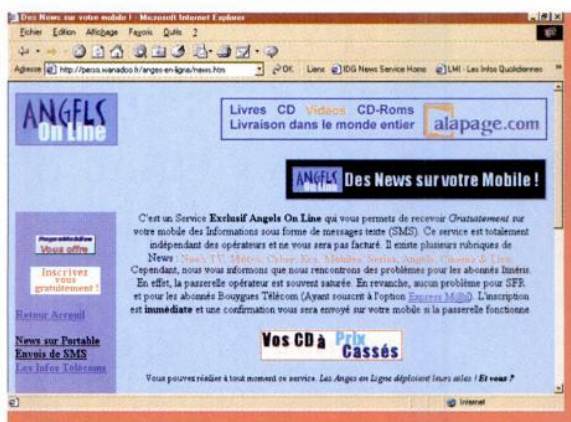 Des News sur votre mobile ! - Microsoft Internet Explorer
Fichier Edition Affichage Favoris Outils ?
Adresse http://perso.wanadoo.fr/anges-en-ligne/news.htm OK Liens IDG News Service Home LMI - Les Infos Quotidiennes
ANGELS
On Line
Livres CD Vidéos CD-Roms
Livraison dans le monde entier
alapage.com
ANGELS
On Line
Des News sur votre Mobile !
C'est un Service Exclusif Angels On Line qui vous permets de recevoir Gratuitement sur
votre mobile des Informations sous forme de messages texte (SMS). Ce service est totalement
indépendant des opérateurs et ne vous sera pas facturé. Il existe plusieurs rubriques de
News : TV, Météo, Cyber, Mobiles, Series, Angels, Cinéma &
Cependant, nous vous informons que nous rencontrons des problèmes pour les abonnés Itinéris.
En effet, la passerelle opérateur est souvent saturée. En revanche, aucun problème pour SFR
et pour les abonnés Bouygues Télécom (Ayant souscrit à l'option Express M@il). L'inscription
est immédiate et une confirmation vous sera envoyé sur votre mobile si la passerelle fonctionne
Vous offre
Inscrivez
vous
gratuitement !
Retour Acceuil
News sur Portable
Envois de SMS
Les Infos Télécoms
Vos CD à Prix
Cassés
Vous pouvez résilier à tout moment ce service. Les Anges en Ligne déploient leurs ailes ! Et vous ?
Internet